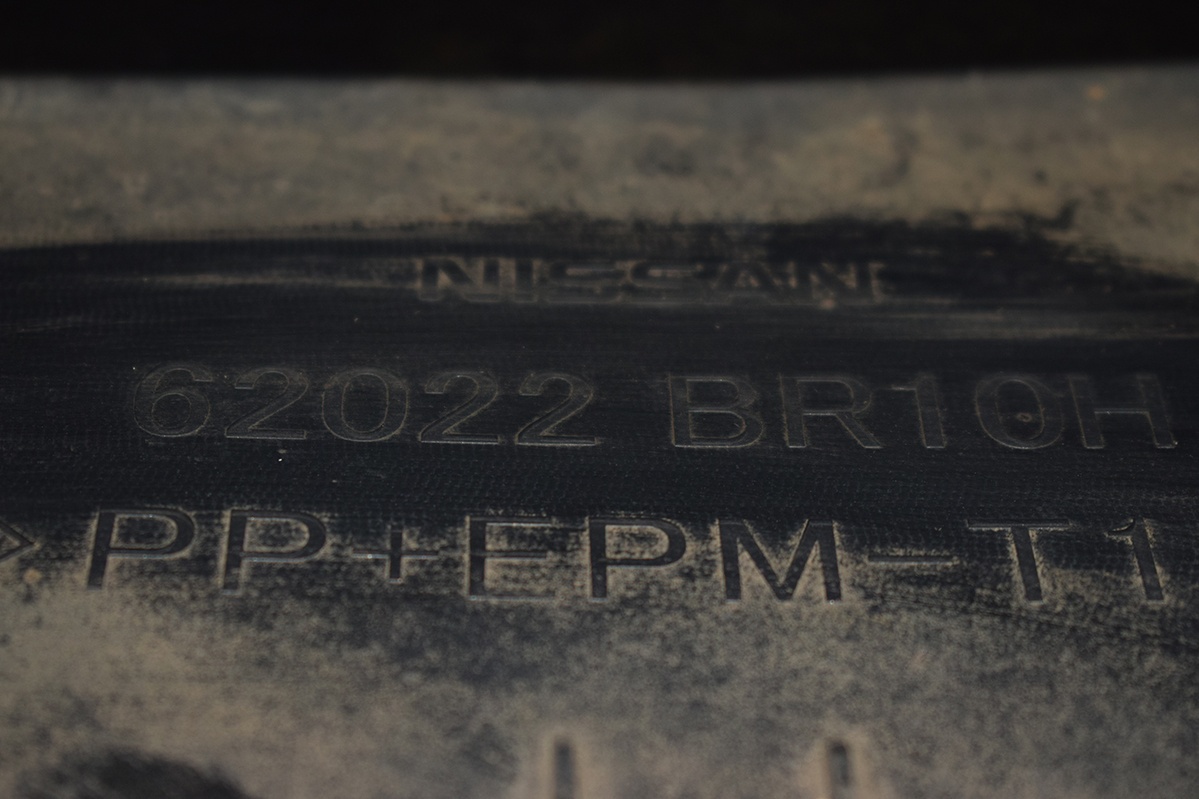 NISSAN
62022 BR10H
>PP+EPM-T1